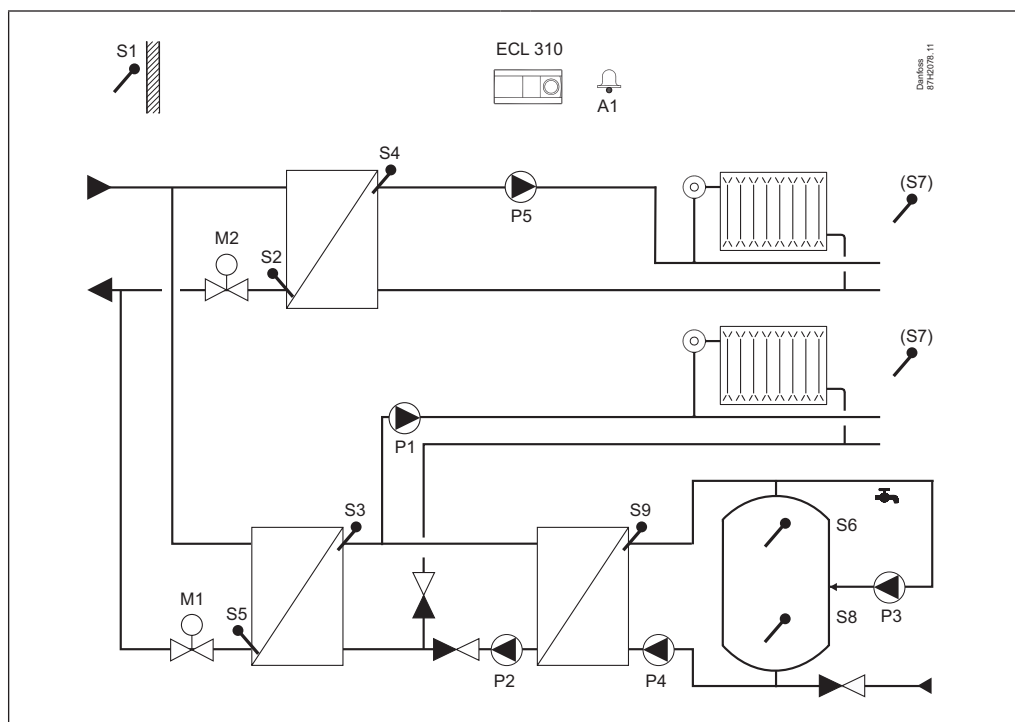 S1
ECL 310
A1
Danfoss
87H2078.11
S4
(S7)
P5
M2
S2
(S7)
P1
S3
S9
S6
M1
S5
S8
P3
P2
P4